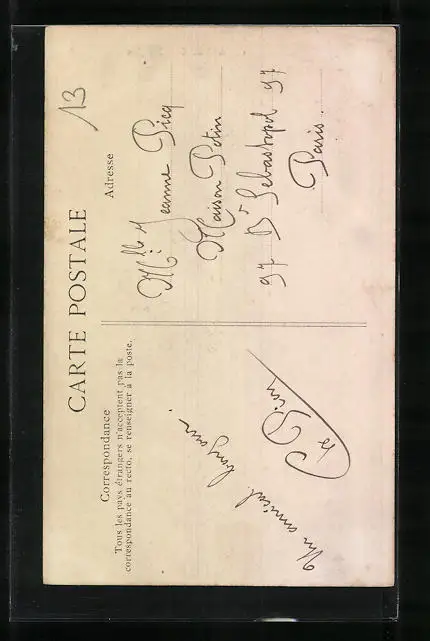 13
CARTE POSTALE
Correspondance
Tous les pays étrangers n'acceptent pas la
correspondance au recto, se renseigner à la poste.
Adresse
Un amical bonjour.
Mlle Jeanne Picq
Maison Potin
97 Bd Sebastopol 97
Paris.